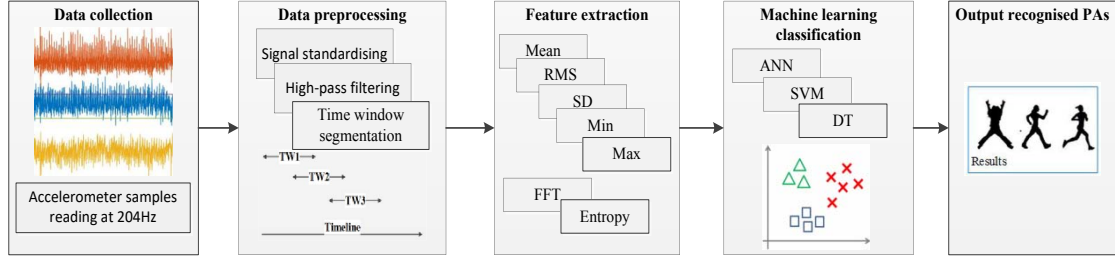 Data collection
Accelerometer samples
reading at 204Hz
Data preprocessing
Signal standardising
High-pass filtering
Time window
segmentation
TW1
TW2
TW3
Timeline
Feature extraction
Mean
RMS
SD
Min
Max
FFT
Entropy
Machine learning
classification
ANN
SVM
DT
Output recognised PAs
Results